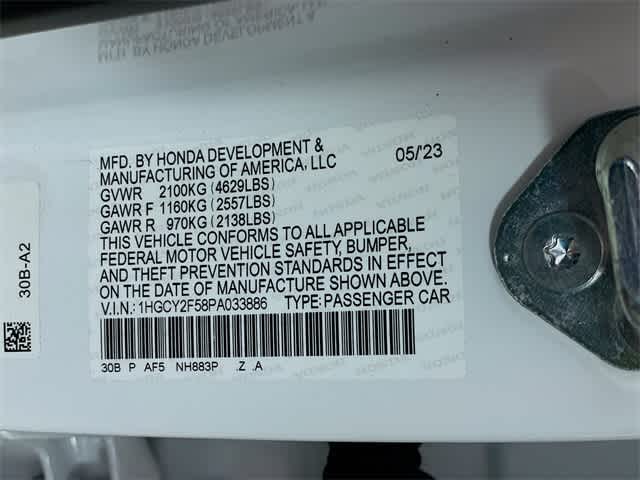 MFD. BY HONDA DEVELOPMENT &
MANUFACTURING OF AMERICA, LLC 05/'23
GVWR 2100KG (4629LBS)
GAWR F 1160KG (2557LBS)
GAWR R 970KG (2138LBS)
THIS VEHICLE CONFORMS TO ALL APPLICABLE
FEDERAL MOTOR VEHICLE SAFETY, BUMPER,
AND THEFT PREVENTION STANDARDS IN EFFECT
ON THE DATE OF MANUFACTURE SHOWN ABOVE.
V.I.N.: 1HGCY2F58PA033886 TYPE: PASSENGER CAR
30B P AF5 NH883P .Z .A
30B-A2